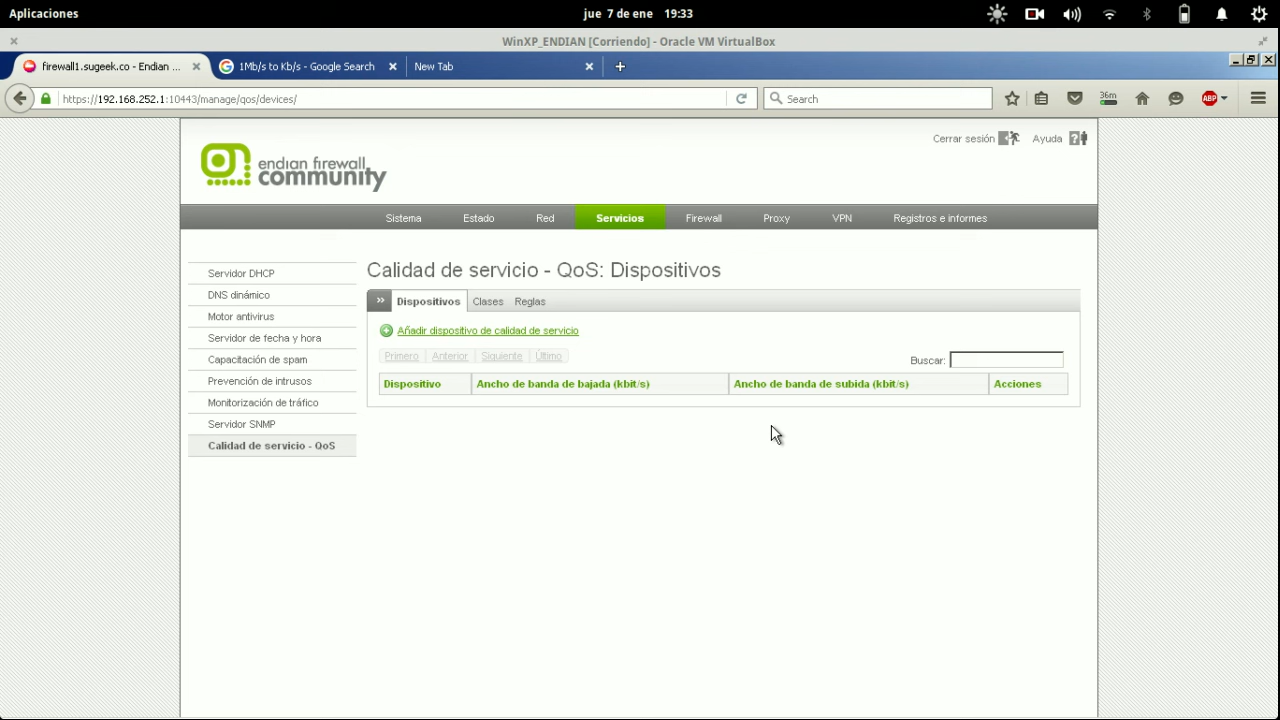 Aplicaciones
jue 7 de ene 19:33
WinXP_ENDIAN [Corriendo] - Oracle VM VirtualBox
firewall1.sugeek.co - Endian ...
1Mb/s to Kb/s - Google Search
New Tab
https://192.168.252.1:10443/manage/qos/devices/
Search
36m
ABP
Cerrar sesión
Ayuda
endian firewall
community
Sistema
Estado
Red
Servicios
Firewall
Proxy
VPN
Registros e informes
Servidor DHCP
DNS dinámico
Motor antivirus
Servidor de fecha y hora
Capacitación de spam
Prevención de intrusos
Monitorización de tráfico
Servidor SNMP
Calidad de servicio - QoS
Calidad de servicio - QoS: Dispositivos
»
Dispositivos
Clases
Reglas
Añadir dispositivo de calidad de servicio
Primero
Anterior
Siguiente
Último
Buscar:
Dispositivo
Ancho de banda de bajada (kbit/s)
Ancho de banda de subida (kbit/s)
Acciones